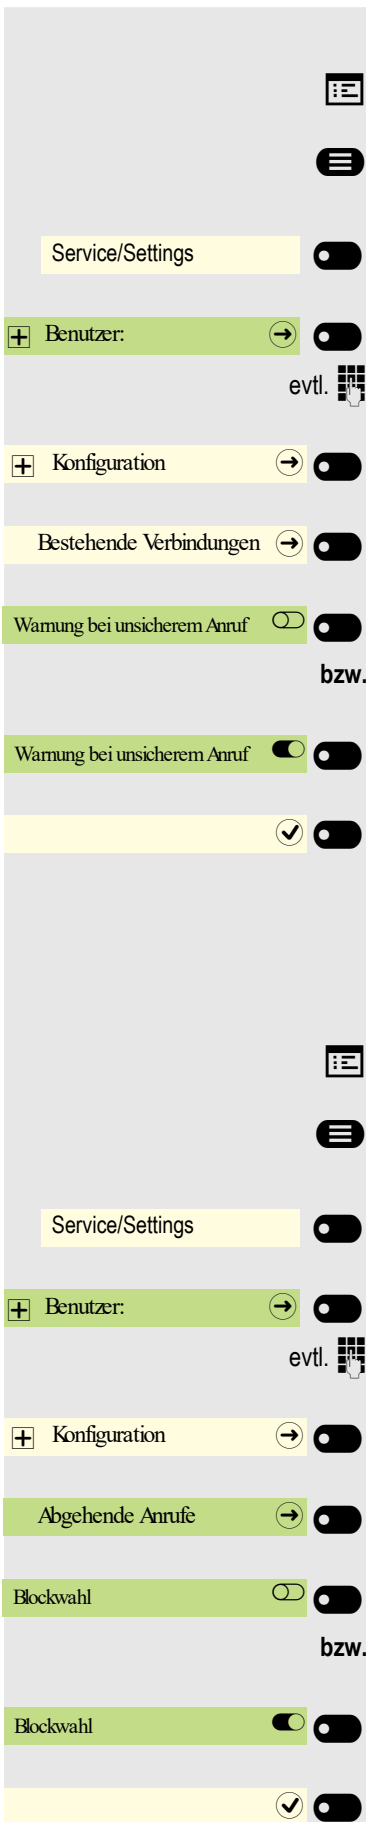 Service/Settings
Benutzer:
evtl.
Konfiguration
Bestehende Verbindungen
Warnung bei unsicherem Anruf
bzw.
Warnung bei unsicherem Anruf
Service/Settings
Benutzer:
evtl.
Konfiguration
Abgehende Anrufe
Blockwahl
bzw.
Blockwahl